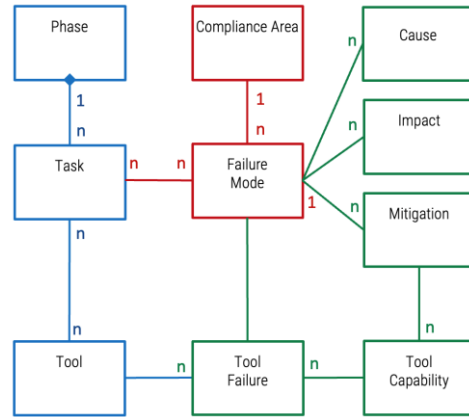 Phase
Compliance Area
Cause
n
1
1
n
n
n
Impact
n
Task
n
n
Failure
Mode
1
n
Mitigation
n
n
n
Tool
n
Tool
Failure
n
Tool
Capability